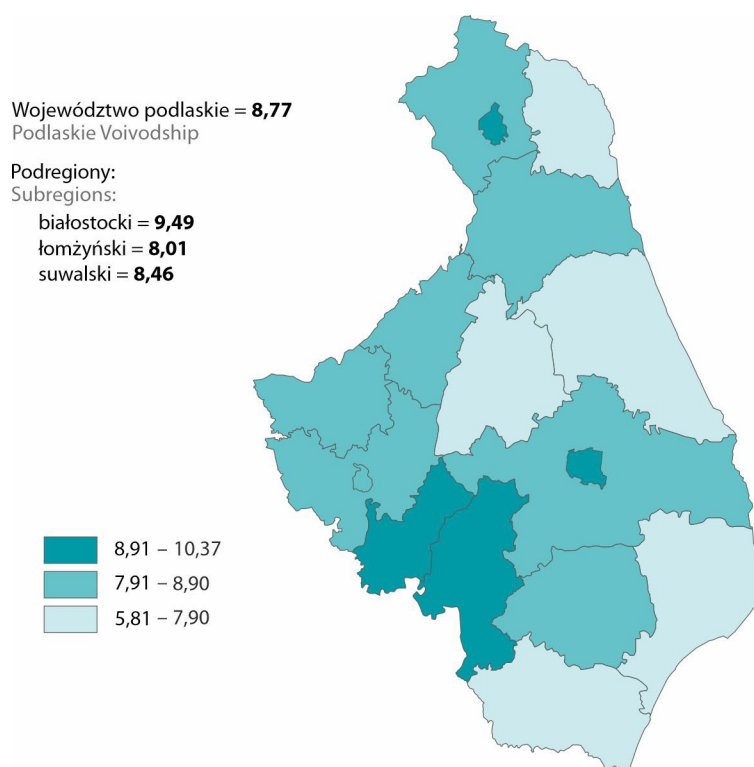 Województwo podlaskie = 8,77
Podlaskie Voivodship
Podregiony:
Subregions:
białostocki = 9,49
łomżyński = 8,01
suwalski = 8,46
8,91 – 10,37
7,91 – 8,90
5,81 – 7,90